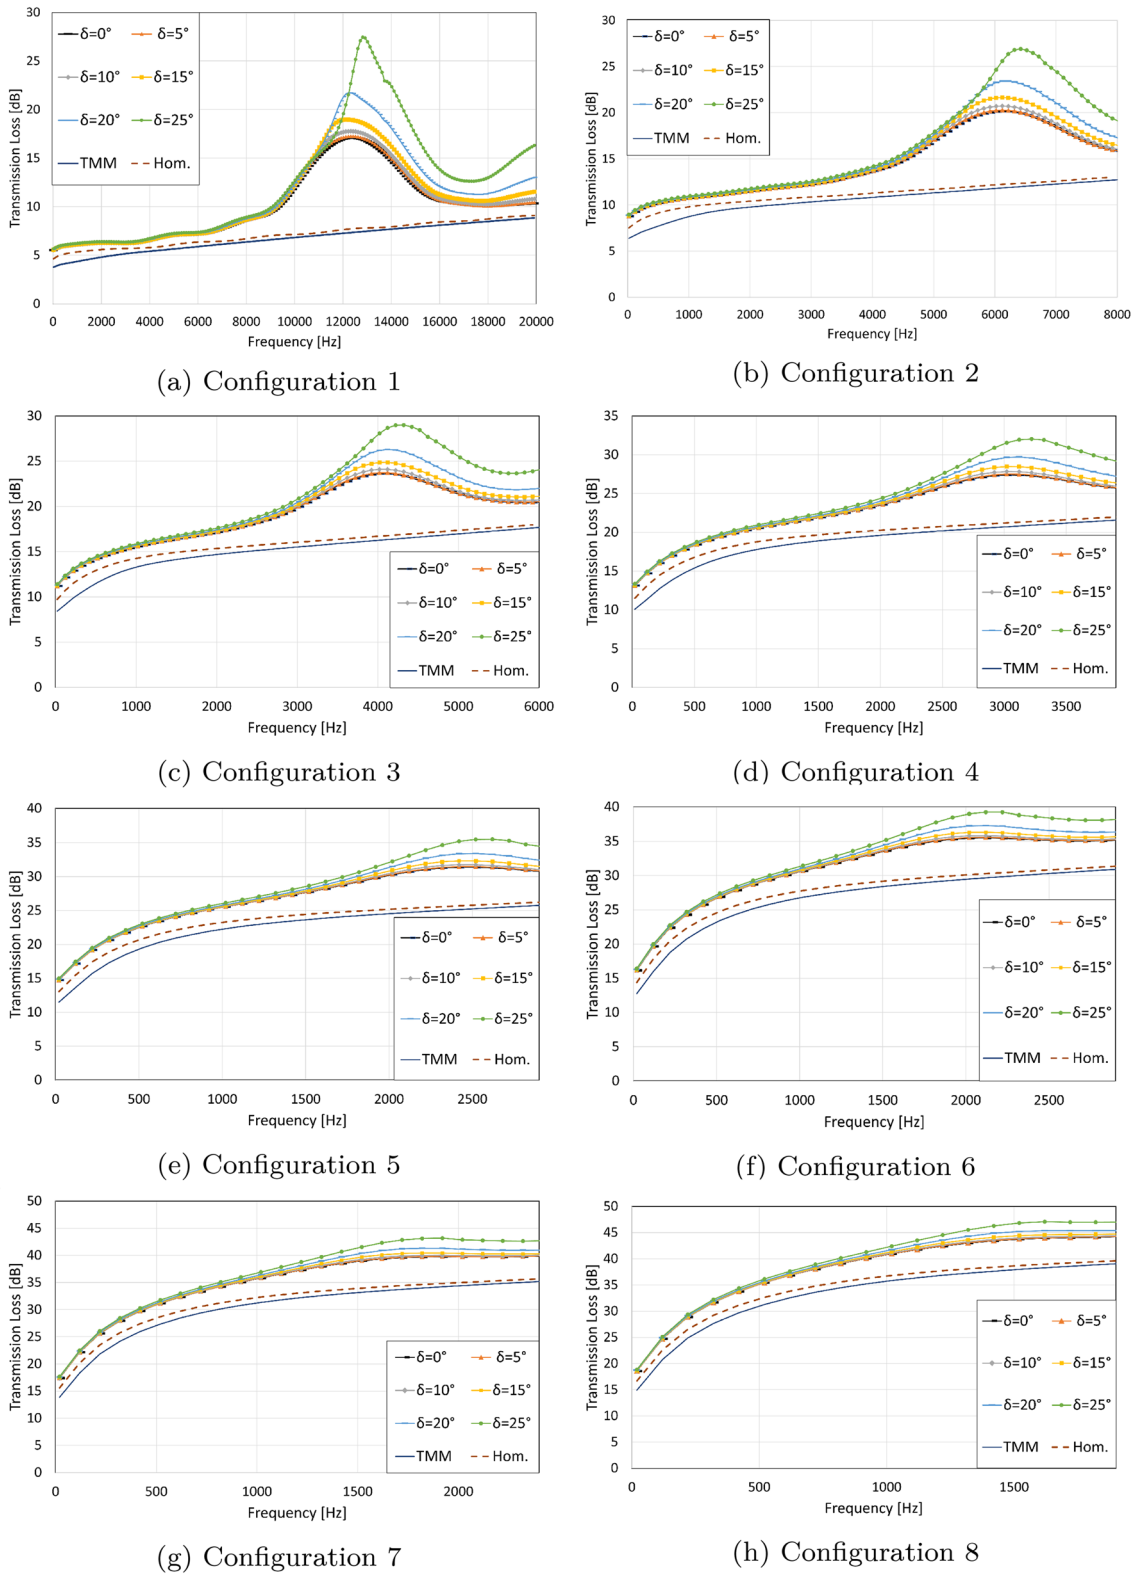 30
25
20
15
10
5
0
Transmission Loss [dB]
δ=0° δ=5°
δ=10° δ=15°
δ=20° δ=25°
TMM Hom.
0 2000 4000 6000 8000 10000 12000 14000 16000 18000 20000
Frequency [Hz]
(a) Configuration 1
30
25
20
15
10
5
0
Transmission Loss [dB]
δ=0° δ=5°
δ=10° δ=15°
δ=20° δ=25°
TMM Hom.
0 1000 2000 3000 4000 5000 6000 7000 8000
Frequency [Hz]
(b) Configuration 2
30
25
20
15
10
5
0
Transmission Loss [dB]
δ=0° δ=5°
δ=10° δ=15°
δ=20° δ=25°
TMM Hom.
0 1000 2000 3000 4000 5000 6000
Frequency [Hz]
(c) Configuration 3
35
30
25
20
15
10
5
0
Transmission Loss [dB]
δ=0° δ=5°
δ=10° δ=15°
δ=20° δ=25°
TMM Hom.
0 500 1000 1500 2000 2500 3000 3500
Frequency [Hz]
(d) Configuration 4
40
35
30
25
20
15
10
5
0
Transmission Loss [dB]
δ=0° δ=5°
δ=10° δ=15°
δ=20° δ=25°
TMM Hom.
0 500 1000 1500 2000 2500
Frequency [Hz]
(e) Configuration 5
40
35
30
25
20
15
10
5
0
Transmission Loss [dB]
δ=0° δ=5°
δ=10° δ=15°
δ=20° δ=25°
TMM Hom.
0 500 1000 1500 2000 2500
Frequency [Hz]
(f) Configuration 6
50
45
40
35
30
25
20
15
10
5
0
Transmission Loss [dB]
δ=0° δ=5°
δ=10° δ=15°
δ=20° δ=25°
TMM Hom.
0 500 1000 1500 2000
Frequency [Hz]
(g) Configuration 7
50
45
40
35
30
25
20
15
10
5
0
Transmission Loss [dB]
δ=0° δ=5°
δ=10° δ=15°
δ=20° δ=25°
TMM Hom.
0 500 1000 1500
Frequency [Hz]
(h) Configuration 8